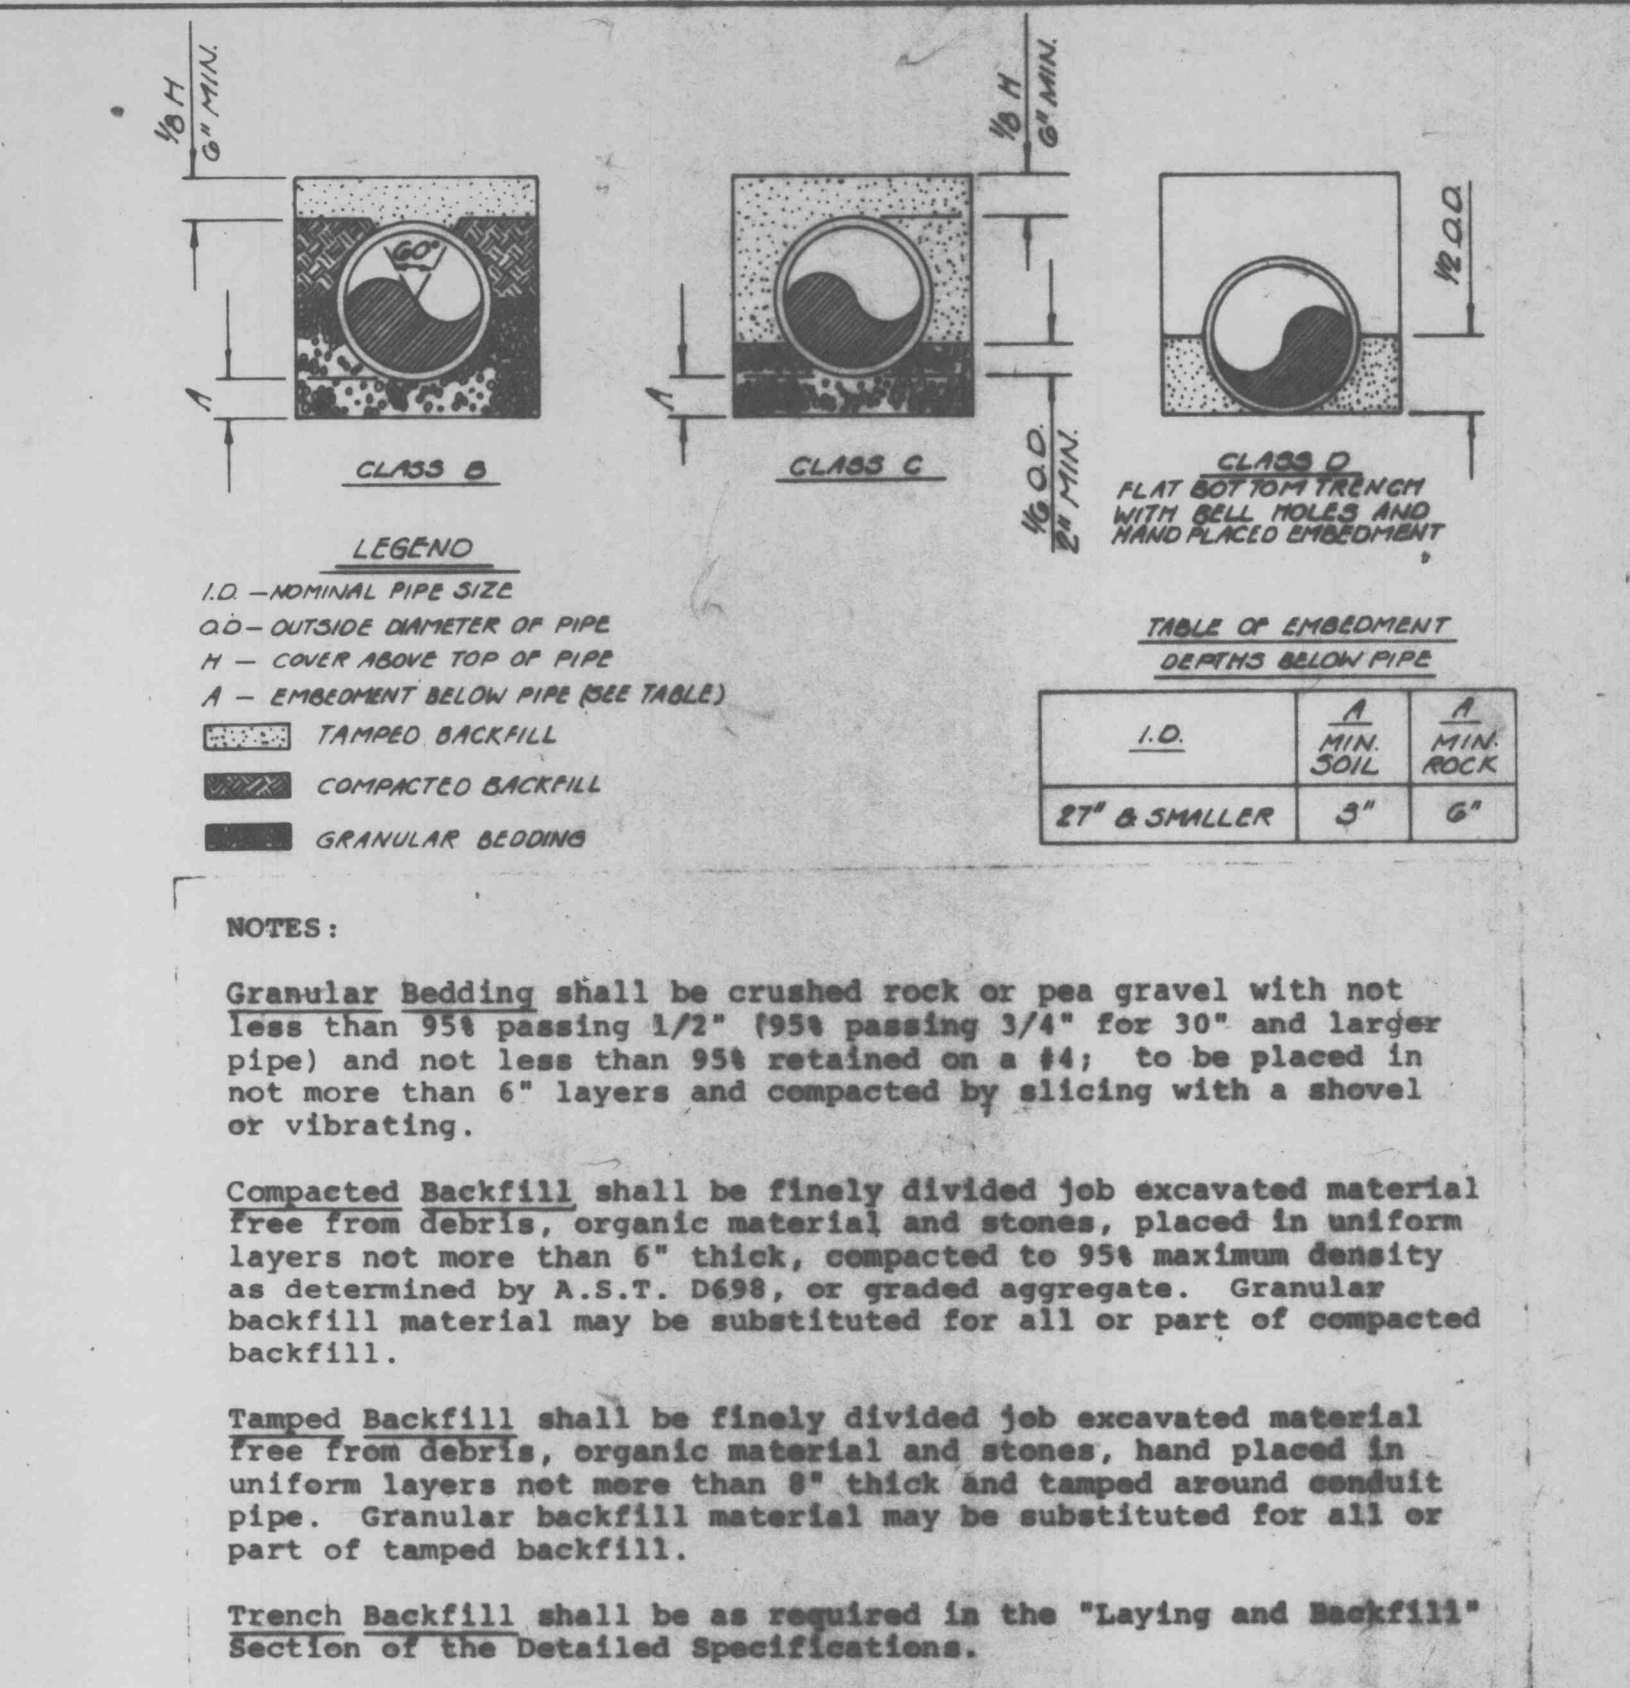 1/8 H
6" MIN.
60°
A
CLASS B
1/8 H
6" MIN.
A
1/6 O.D.
2" MIN.
CLASS C
1/2 O.D.
CLASS D
FLAT BOTTOM TRENCH
WITH BELL HOLES AND
HAND PLACED EMBEDMENT
LEGEND
I.D. — NOMINAL PIPE SIZE
O.D — OUTSIDE DIAMETER OF PIPE
H — COVER ABOVE TOP OF PIPE
A — EMBEDMENT BELOW PIPE (SEE TABLE)
TAMPED BACKFILL
COMPACTED BACKFILL
GRANULAR BEDDING
TABLE OF EMBEDMENT
DEPTHS BELOW PIPE
I.D. A MIN. SOIL A MIN. ROCK
27" & SMALLER 3" 6"
NOTES:
Granular Bedding shall be crushed rock or pea gravel with not
less than 95% passing 1/2" (95% passing 3/4" for 30" and larger
pipe) and not less than 95% retained on a #4; to be placed in
not more than 6" layers and compacted by slicing with a shovel
or vibrating.
Compacted Backfill shall be finely divided job excavated material
free from debris, organic material and stones, placed in uniform
layers not more than 6" thick, compacted to 95% maximum density
as determined by A.S.T. D698, or graded aggregate. Granular
backfill material may be substituted for all or part of compacted
backfill.
Tamped Backfill shall be finely divided job excavated material
free from debris, organic material and stones, hand placed in
uniform layers not more than 8" thick and tamped around conduit
pipe. Granular backfill material may be substituted for all or
part of tamped backfill.
Trench Backfill shall be as required in the "Laying and Backfill"
Section of the Detailed Specifications.